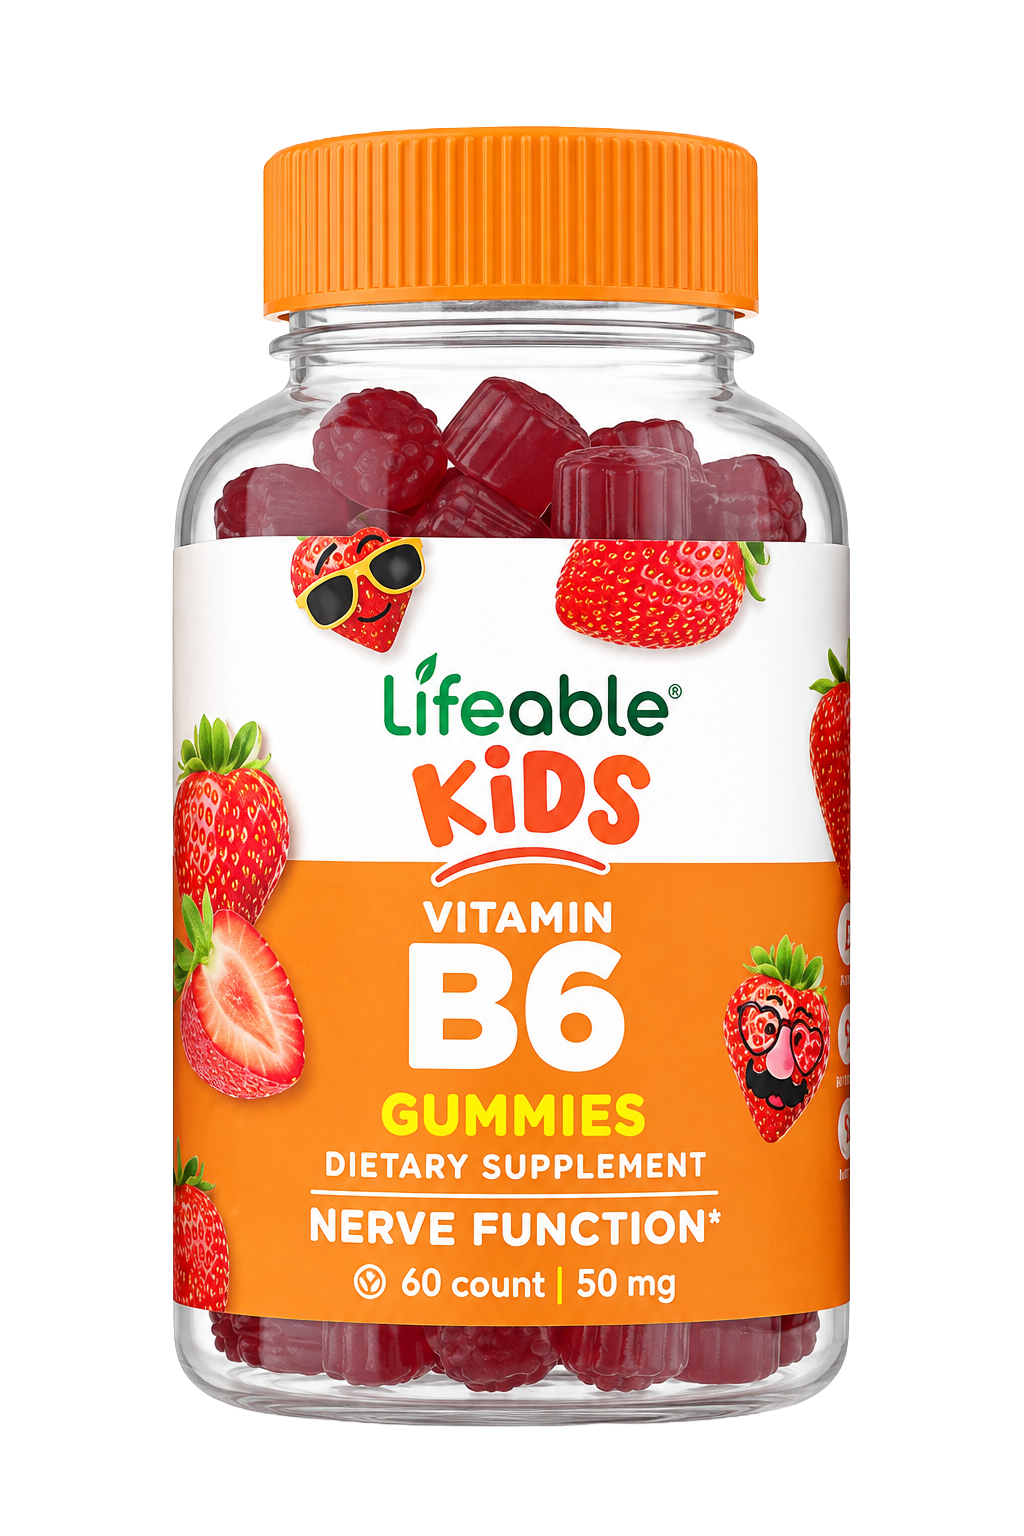 Lifeable®
KiDS
VITAMIN
B6
GUMMIES
DIETARY SUPPLEMENT
NERVE FUNCTION*
60 count | 50 mg